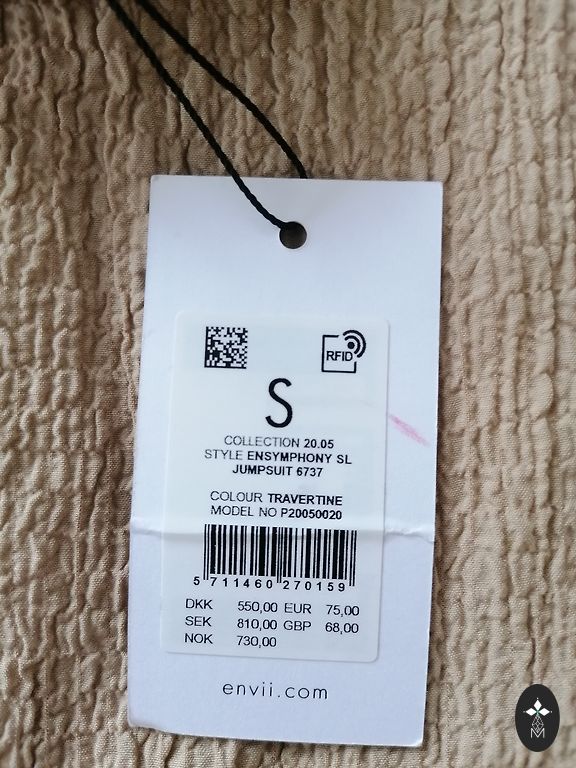 RFID
S
COLLECTION 20.05
STYLE ENSYMPHONY SL
JUMPSUIT 6737
COLOUR TRAVERTINE
MODEL NO P20050020
5 711460 270159
DKK 550,00 EUR 75,00
SEK 810,00 GBP 68,00
NOK 730,00
envii.com
M